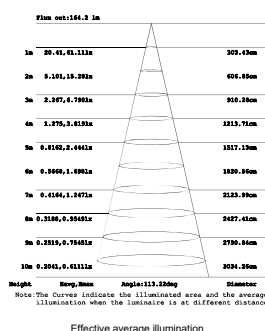 Flux out:164.2 lm
1m 20.41,61.11lx 303.43cm
2m 5.101,15.28lx 606.85cm
3m 2.267,6.790lx 910.28cm
4m 1.275,3.819lx 1213.71cm
5m 0.8162,2.444lx 1517.13cm
6m 0.5668,1.698lx 1820.56cm
7m 0.4164,1.247lx 2123.99cm
8m 0.3188,0.9549lx 2427.41cm
9m 0.2519,0.7545lx 2730.84cm
10m 0.2041,0.6111lx 3034.26cm
Height Eavg,Emax Angle:113.22deg Diameter
Note:The Curves indicate the illuminated area and the average
illumination when the luminaire is at different distance
Effective average illumination